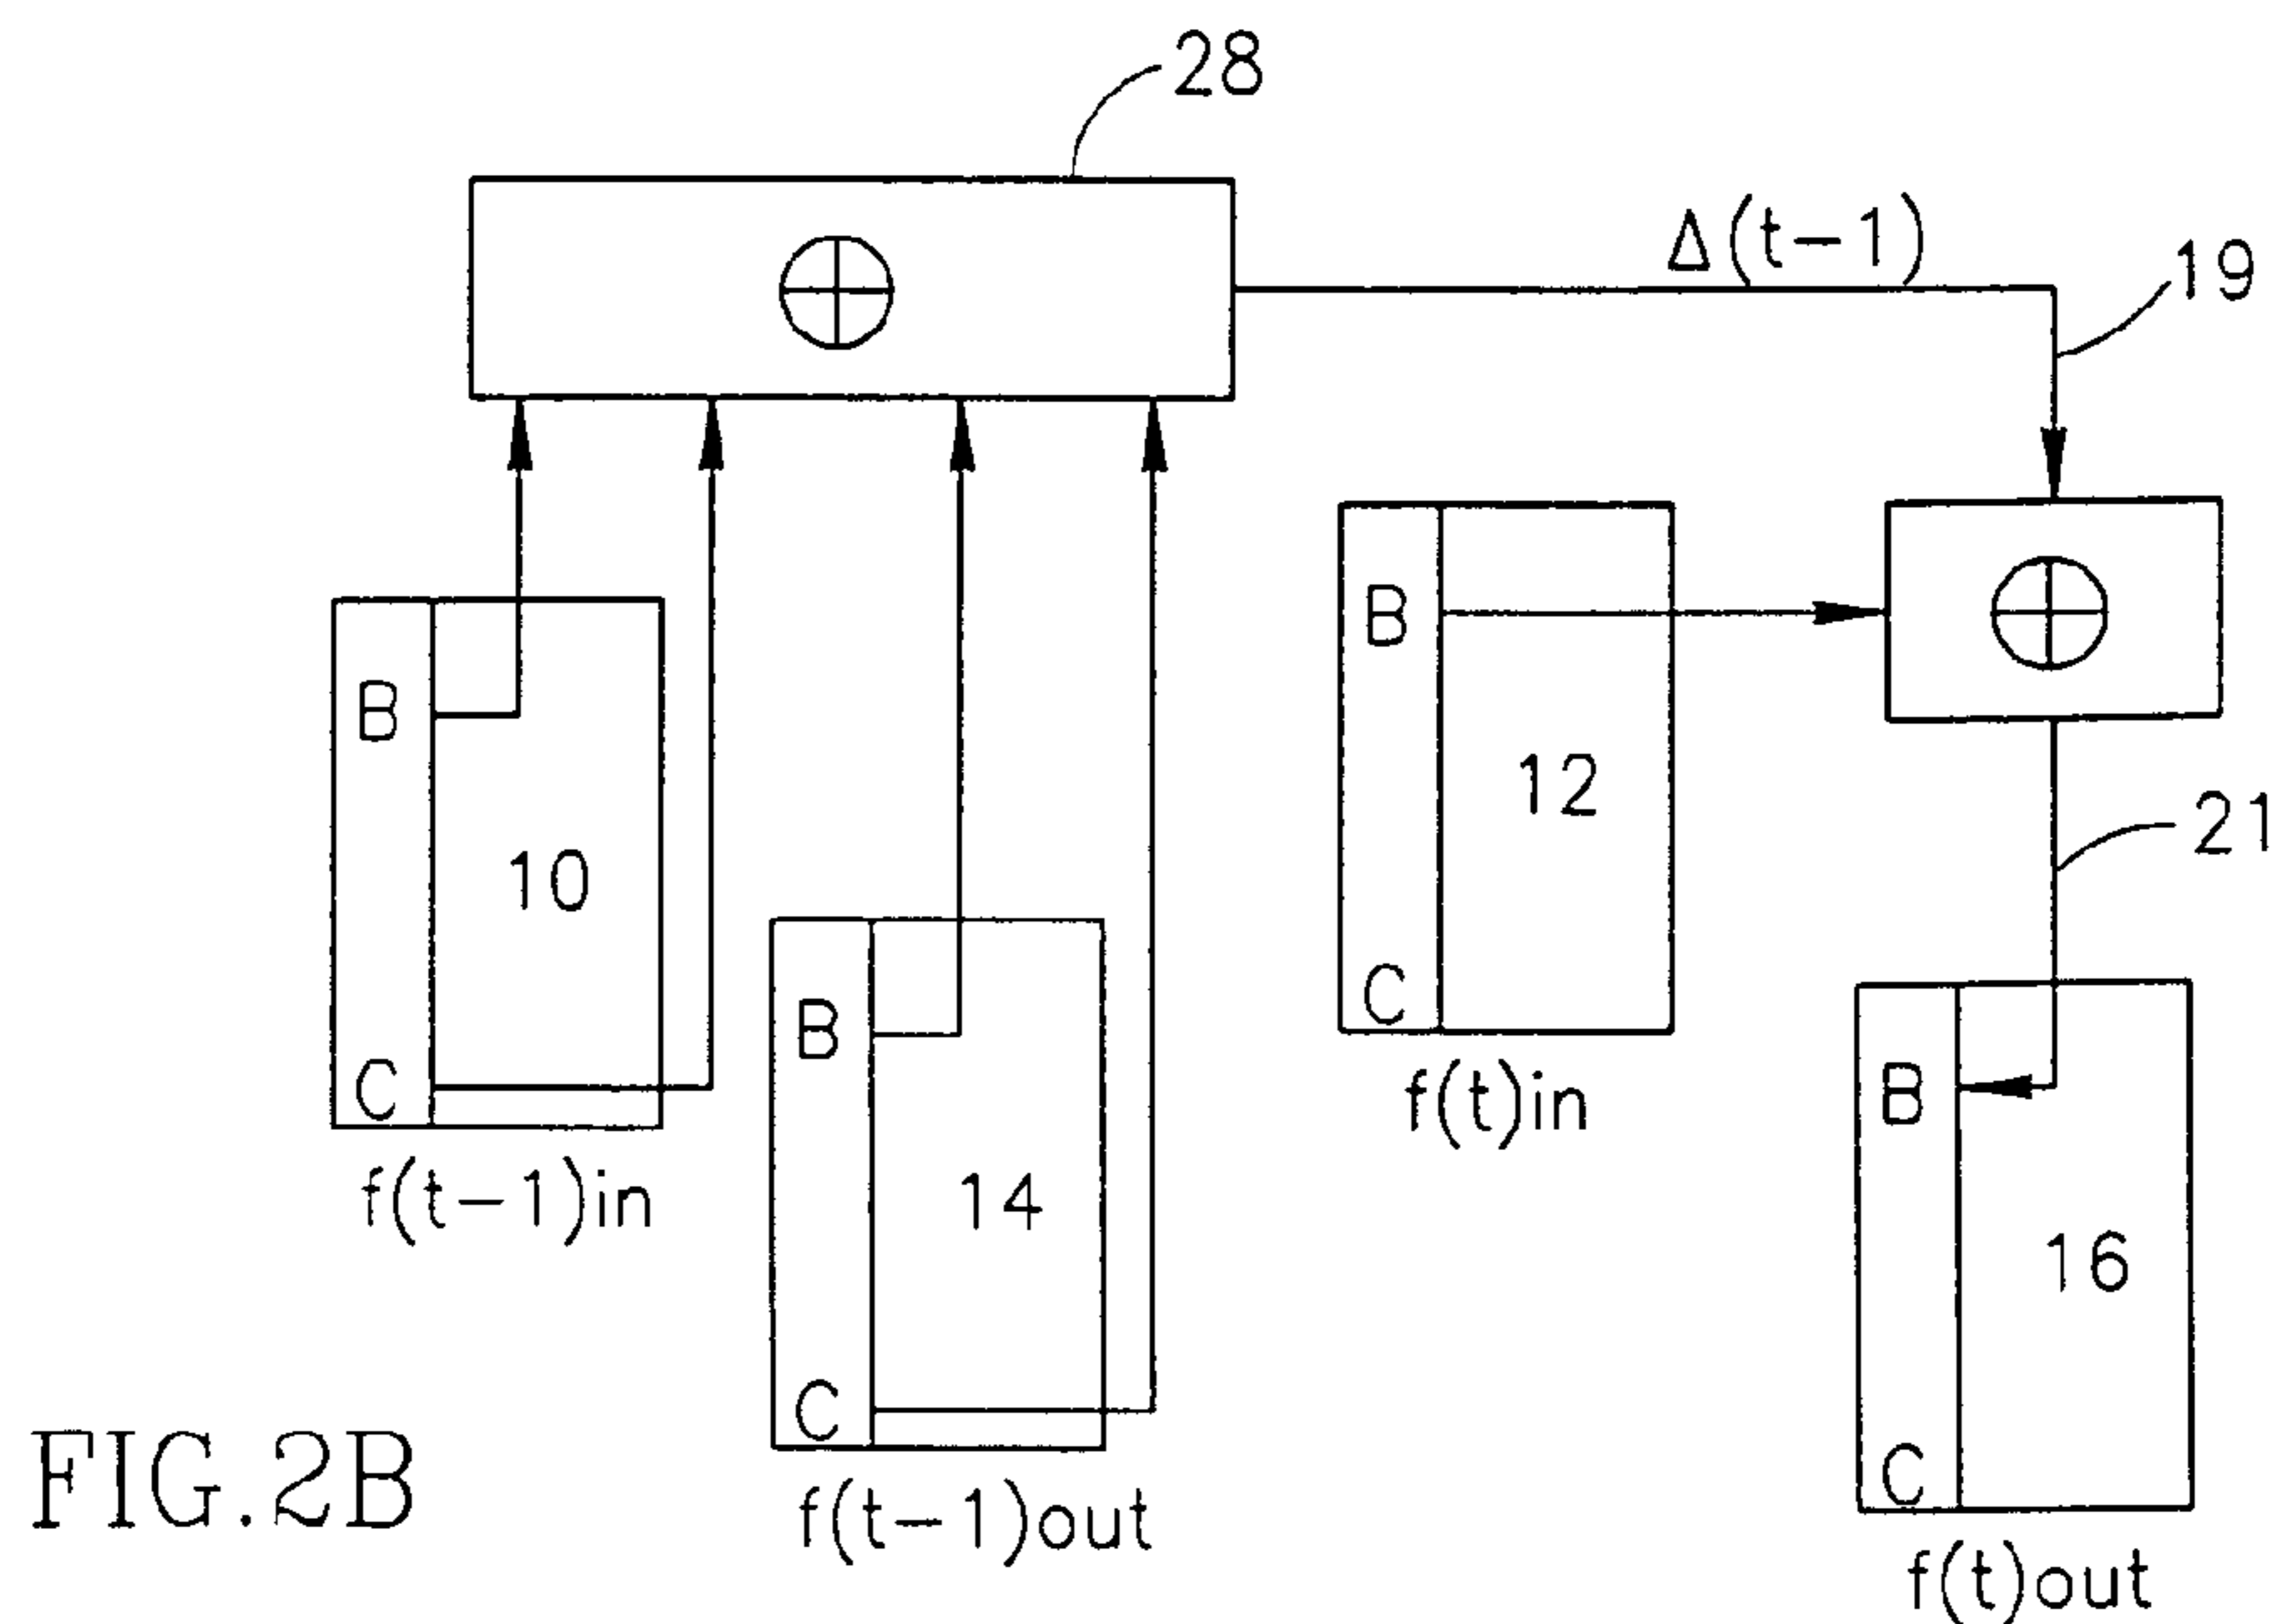 28
Δ(t-1)
19
B
B
12
10
21
C
B
B
C
f(t)in
f(t-1)in
14
16
C
C
FIG.2B
f(t-1)out
f(t)out